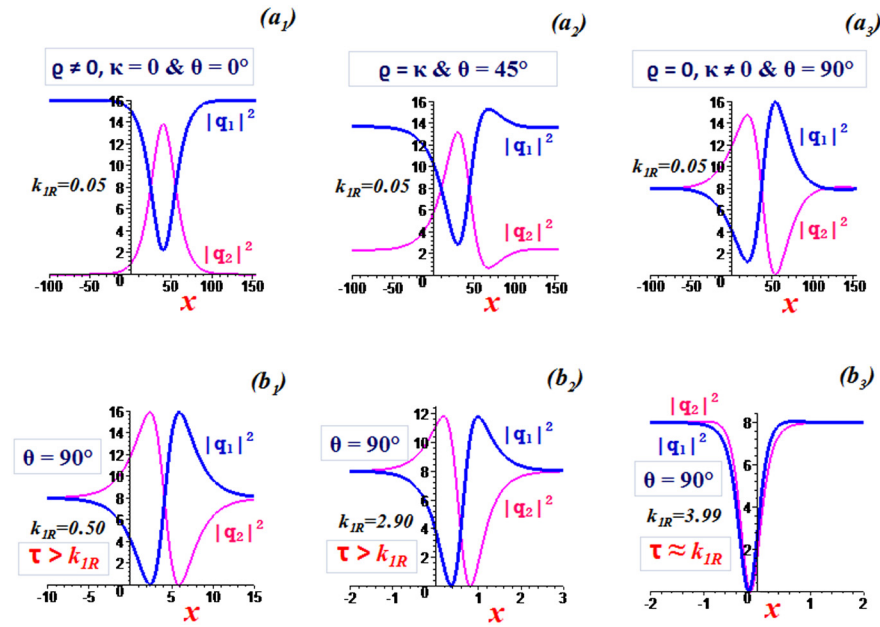 (a₁)
ϱ ≠ 0, κ = 0 & θ = 0°
16
14
12
10
8
6
4
2
|q₁|²
k₁R=0.05
|q₂|²
-100 -50 0 50 100 150
x
(a₂)
ϱ = κ & θ = 45°
16
14
12
10
8
6
4
2
|q₁|²
k₁R=0.05
|q₂|²
-100 -50 0 50 100 150
x
(a₃)
ϱ = 0, κ ≠ 0 & θ = 90°
16
14
12
10
8
6
4
2
|q₁|²
k₁R=0.05
|q₂|²
-100 -50 0 50 100 150
x
(b₁)
16
14
12
10
8
6
4
2
θ = 90°
|q₁|²
k₁R=0.50
|q₂|²
τ > k₁R
-10 -5 0 5 10 15
x
(b₂)
12
10
8
6
4
2
0
θ = 90°
|q₁|²
k₁R=2.90
|q₂|²
τ > k₁R
-2 -1 0 1 2 3
x
(b₃)
|q₂|²
8
6
4
2
|q₁|²
θ = 90°
k₁R=3.99
τ ≈ k₁R
-2 -1 0 1 2
x